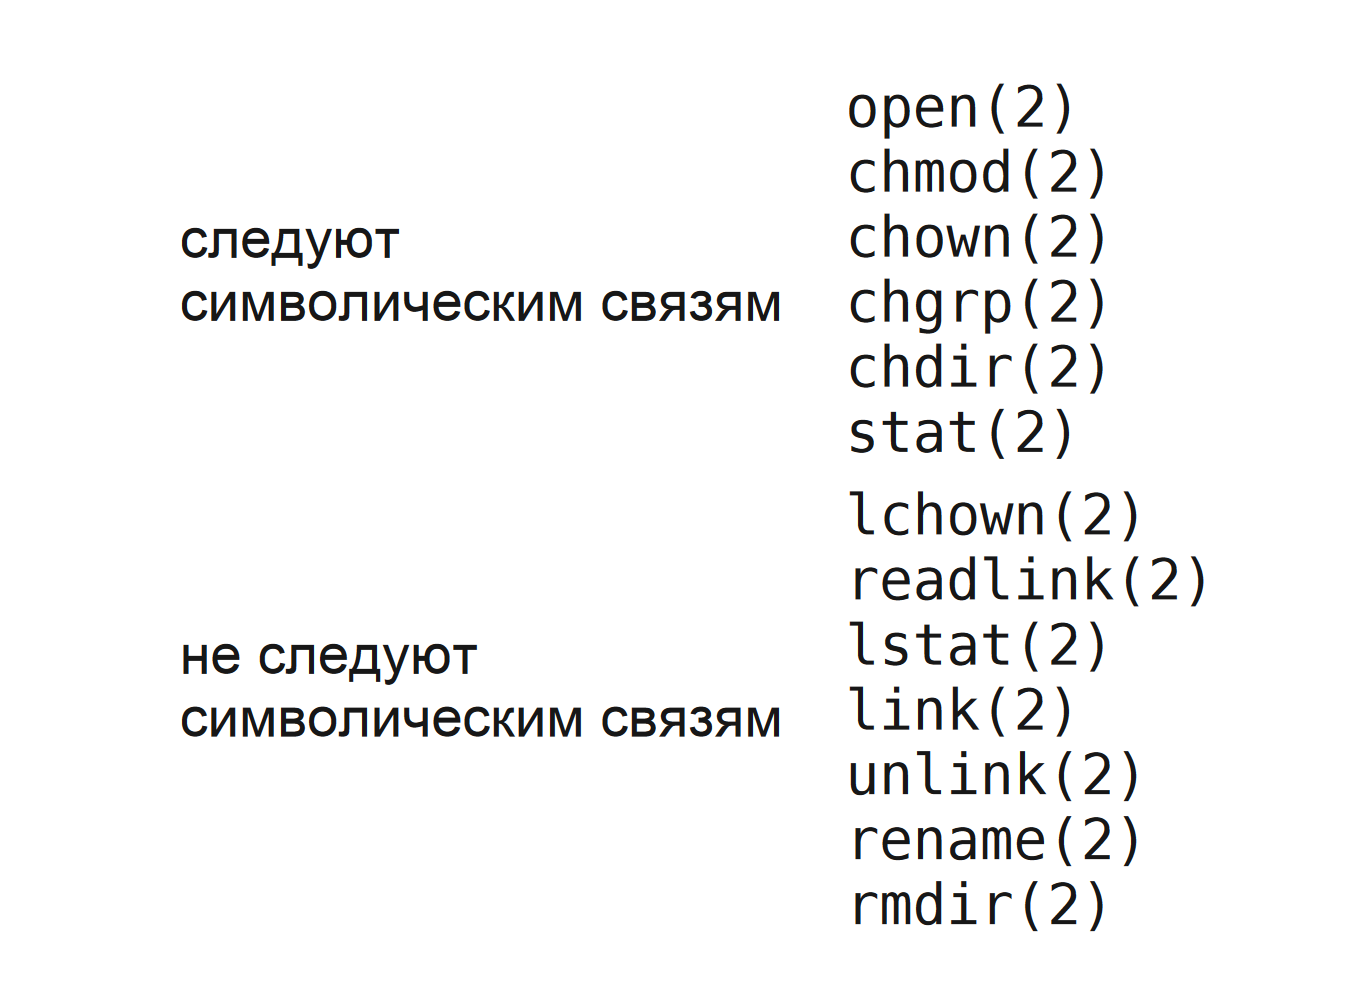 следуют
символическим связям
open(2)
chmod(2)
chown(2)
chgrp(2)
chdir(2)
stat(2)
не следуют
символическим связям
lchown(2)
readlink(2)
lstat(2)
link(2)
unlink(2)
rename(2)
rmdir(2)